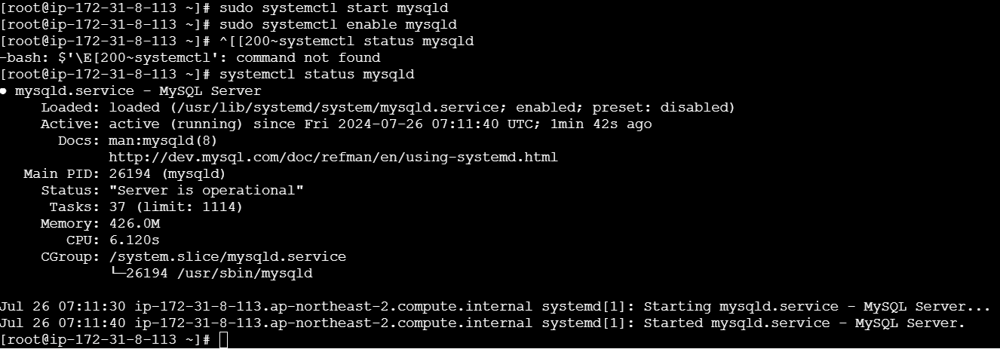 [root@ip-172-31-8-113 ~]# sudo systemctl start mysqld
[root@ip-172-31-8-113 ~]# sudo systemctl enable mysqld
[root@ip-172-31-8-113 ~]# ^[[200~systemctl status mysqld
-bash: $'\E[200~systemctl': command not found
[root@ip-172-31-8-113 ~]# systemctl status mysqld
● mysqld.service - MySQL Server
     Loaded: loaded (/usr/lib/systemd/system/mysqld.service; enabled; preset: disabled)
     Active: active (running) since Fri 2024-07-26 07:11:40 UTC; 1min 42s ago
       Docs: man:mysqld(8)
             http://dev.mysql.com/doc/refman/en/using-systemd.html
   Main PID: 26194 (mysqld)
     Status: "Server is operational"
      Tasks: 37 (limit: 1114)
     Memory: 426.0M
        CPU: 6.120s
     CGroup: /system.slice/mysqld.service
             └─26194 /usr/sbin/mysqld

Jul 26 07:11:30 ip-172-31-8-113.ap-northeast-2.compute.internal systemd[1]: Starting mysqld.service - MySQL Server...
Jul 26 07:11:40 ip-172-31-8-113.ap-northeast-2.compute.internal systemd[1]: Started mysqld.service - MySQL Server.
[root@ip-172-31-8-113 ~]#